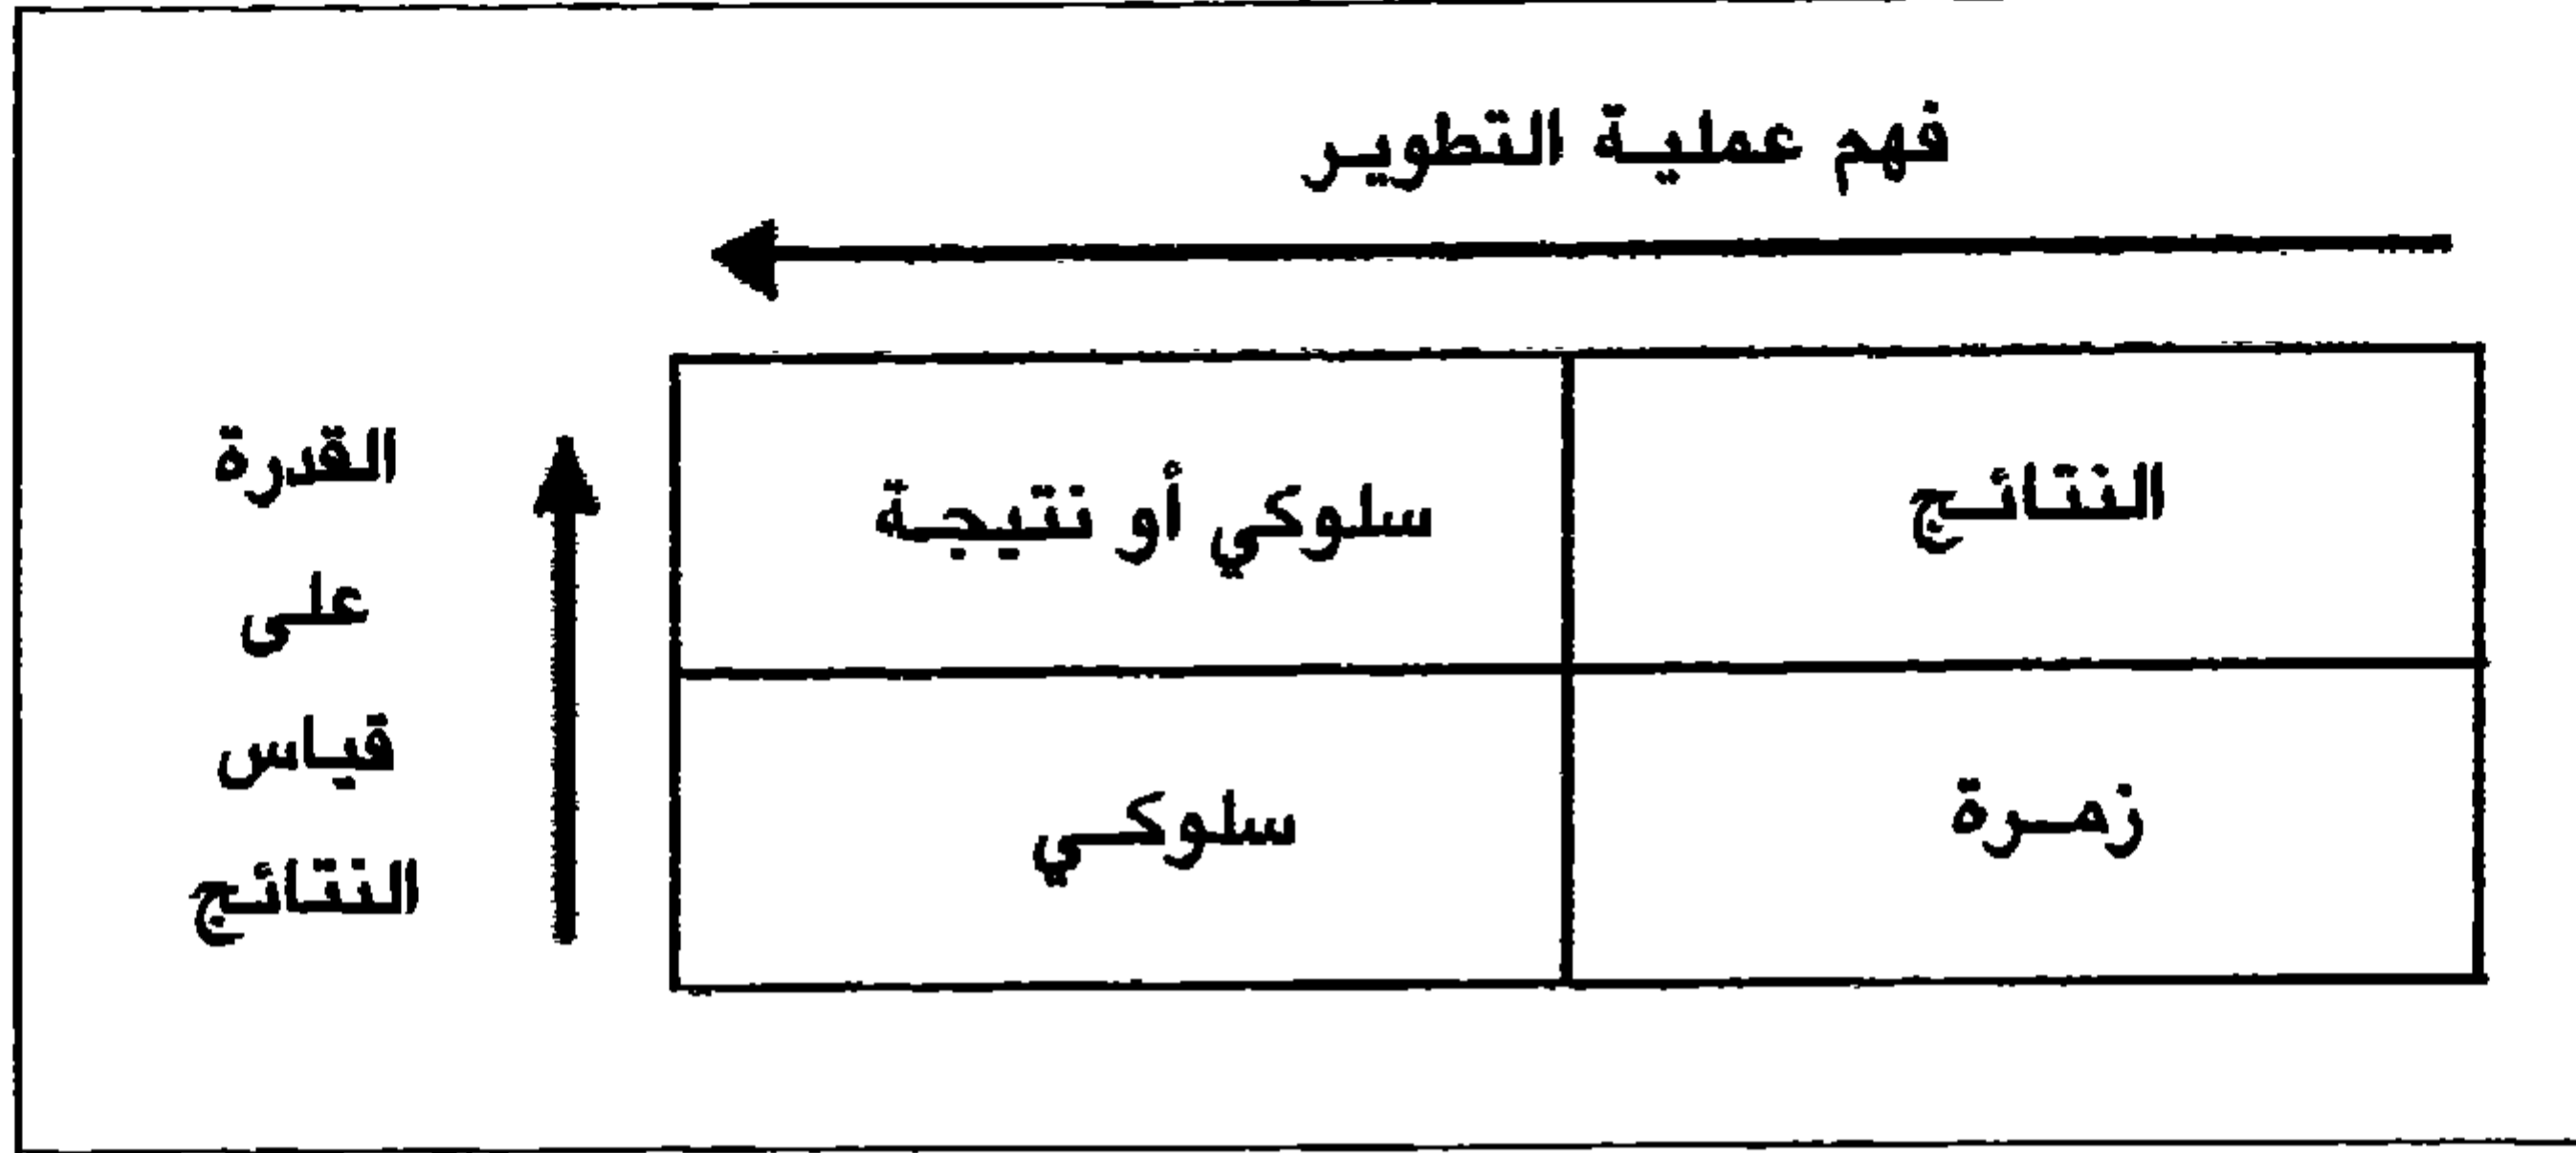 فهم عملية التطوير
النتائج
سلوكي أو نتيجة
زمرة
سلوكي
القدرة
على
قياس
النتائج